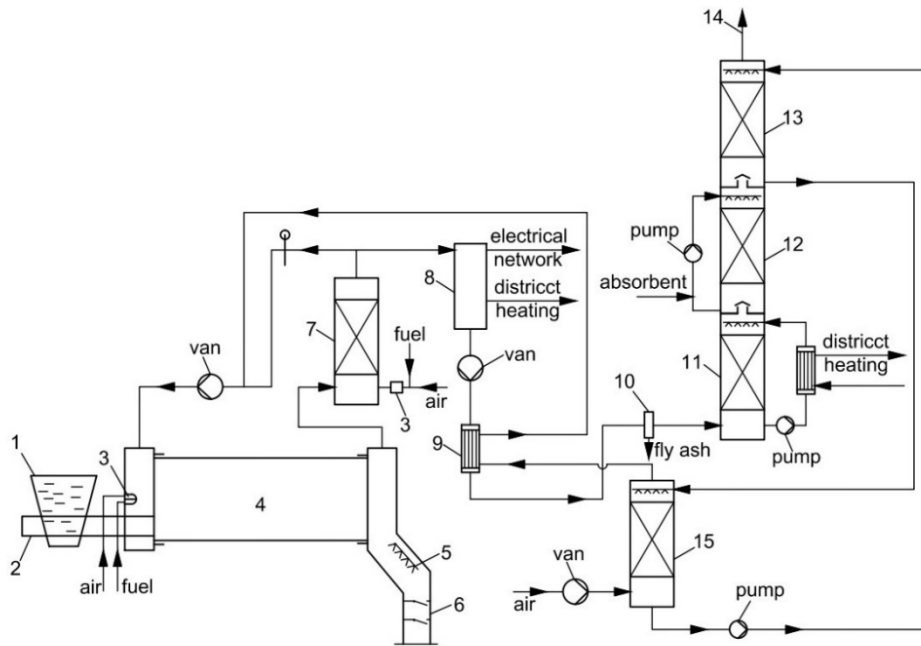 14
13
electrical
network
pump
12
8
districct
heating
absorbent
7
fuel
van
districct
heating
van
11
3
air
10
1
3
9
fly ash
pump
4
5
15
2
van
pump
air
fuel
6
air